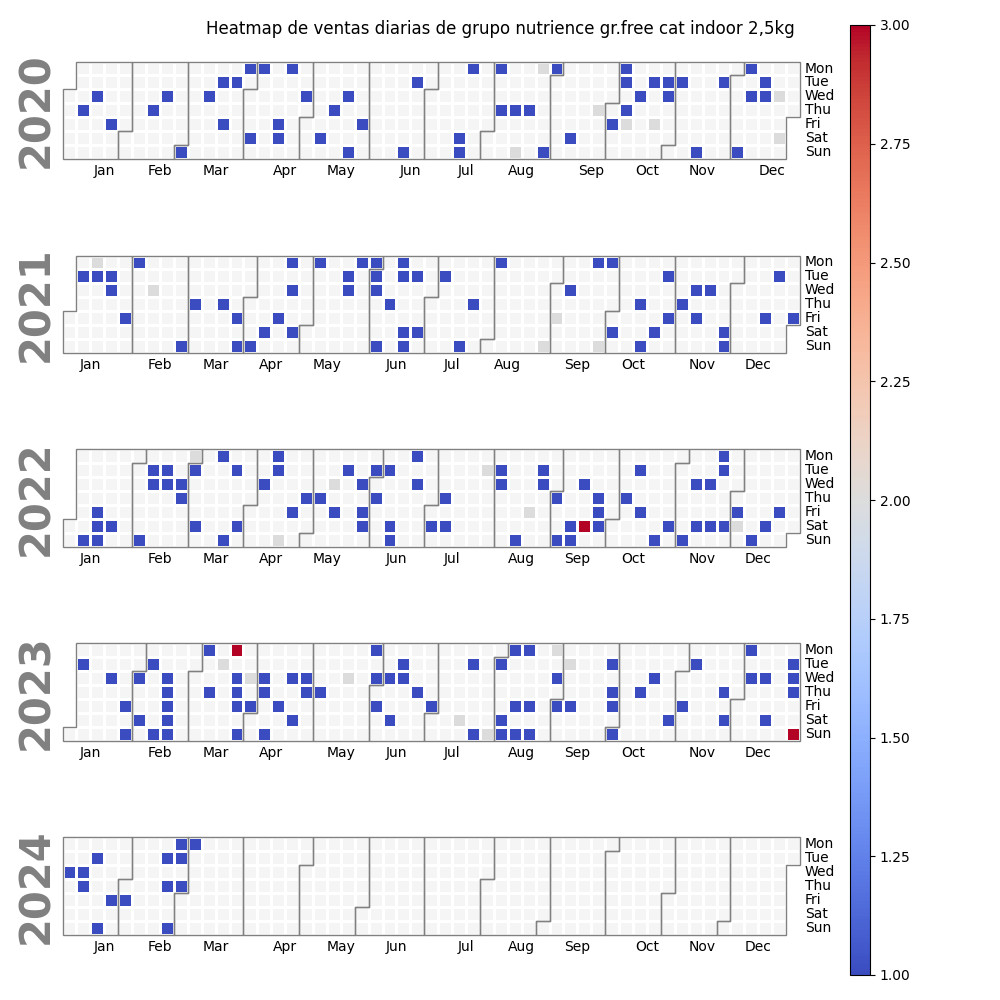 Heatmap de ventas diarias de grupo nutrience gr.free cat indoor 2,5kg
2020
Mon
Tue
Wed
Thu
Fri
Sat
Sun
Jan Feb Mar Apr May Jun Jul Aug Sep Oct Nov Dec
2021
Mon
Tue
Wed
Thu
Fri
Sat
Sun
Jan Feb Mar Apr May Jun Jul Aug Sep Oct Nov Dec
2022
Mon
Tue
Wed
Thu
Fri
Sat
Sun
Jan Feb Mar Apr May Jun Jul Aug Sep Oct Nov Dec
2023
Mon
Tue
Wed
Thu
Fri
Sat
Sun
Jan Feb Mar Apr May Jun Jul Aug Sep Oct Nov Dec
2024
Mon
Tue
Wed
Thu
Fri
Sat
Sun
Jan Feb Mar Apr May Jun Jul Aug Sep Oct Nov Dec
3.00
2.75
2.50
2.25
2.00
1.75
1.50
1.25
1.00